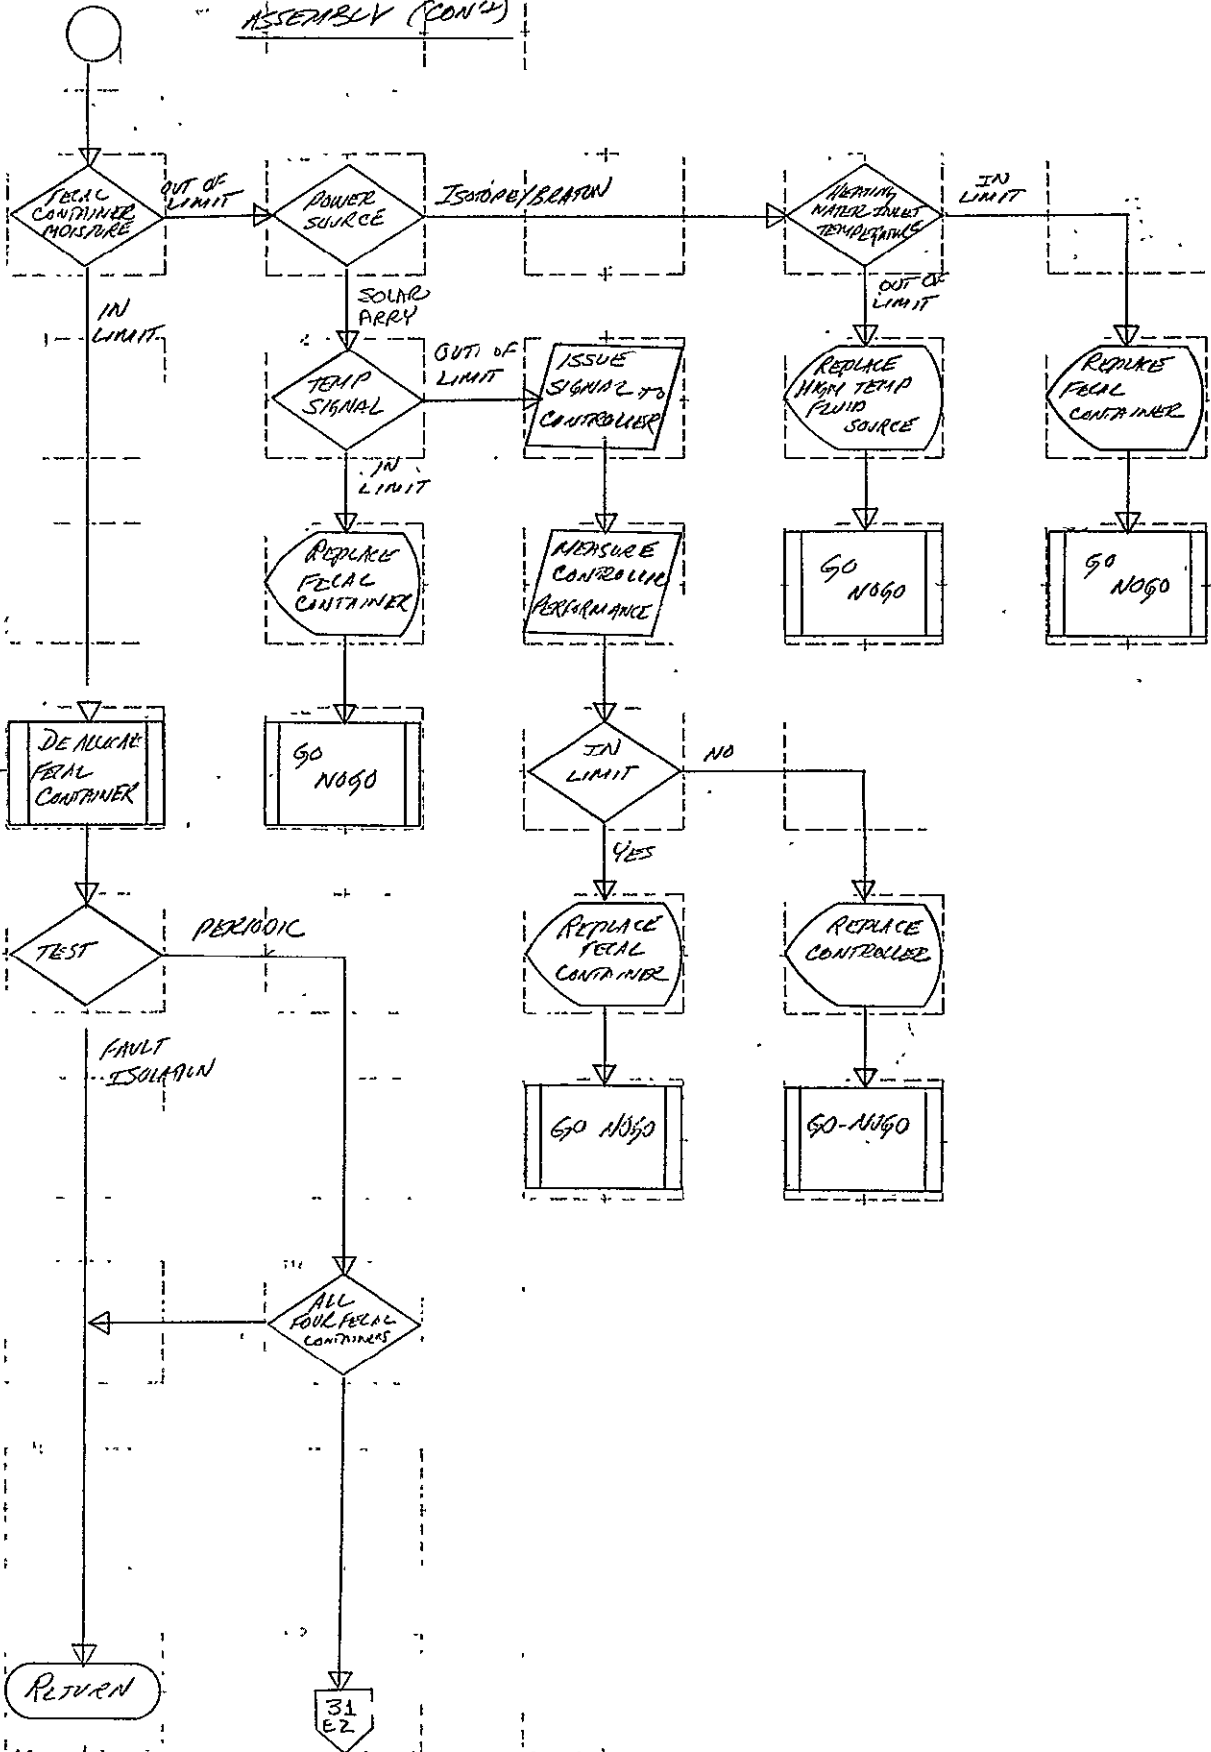 ASSEMBLY (CON'T)
FECAL
CONTAINER
MOISTURE
OUT OF
LIMIT
POWER
SOURCE
ISOTOPE/BRATON
HEATING
WATER INLET
TEMPERATURE
IN
LIMIT
IN
LIMIT
SOLAR
ARRY
OUT OF
LIMIT
TEMP
SIGNAL
OUT OF
LIMIT
ISSUE
SIGNAL TO
CONTROLLER
REPLACE
HIGH TEMP
FLUID
SOURCE
REPLACE
FECAL
CONTAINER
IN
LIMIT
REPLACE
FECAL
CONTAINER
MEASURE
CONTROLLER
PERFORMANCE
GO
NOGO
GO
NOGO
DE ALLOCATE
FECAL
CONTAINER
GO
NOGO
IN
LIMIT
NO
YES
TEST
PERIODIC
REPLACE
FECAL
CONTAINER
REPLACE
CONTROLLER
FAULT
ISOLATION
GO NOGO
GO-NOGO
ALL
FOUR FECAL
CONTAINERS
RETURN
31
E2